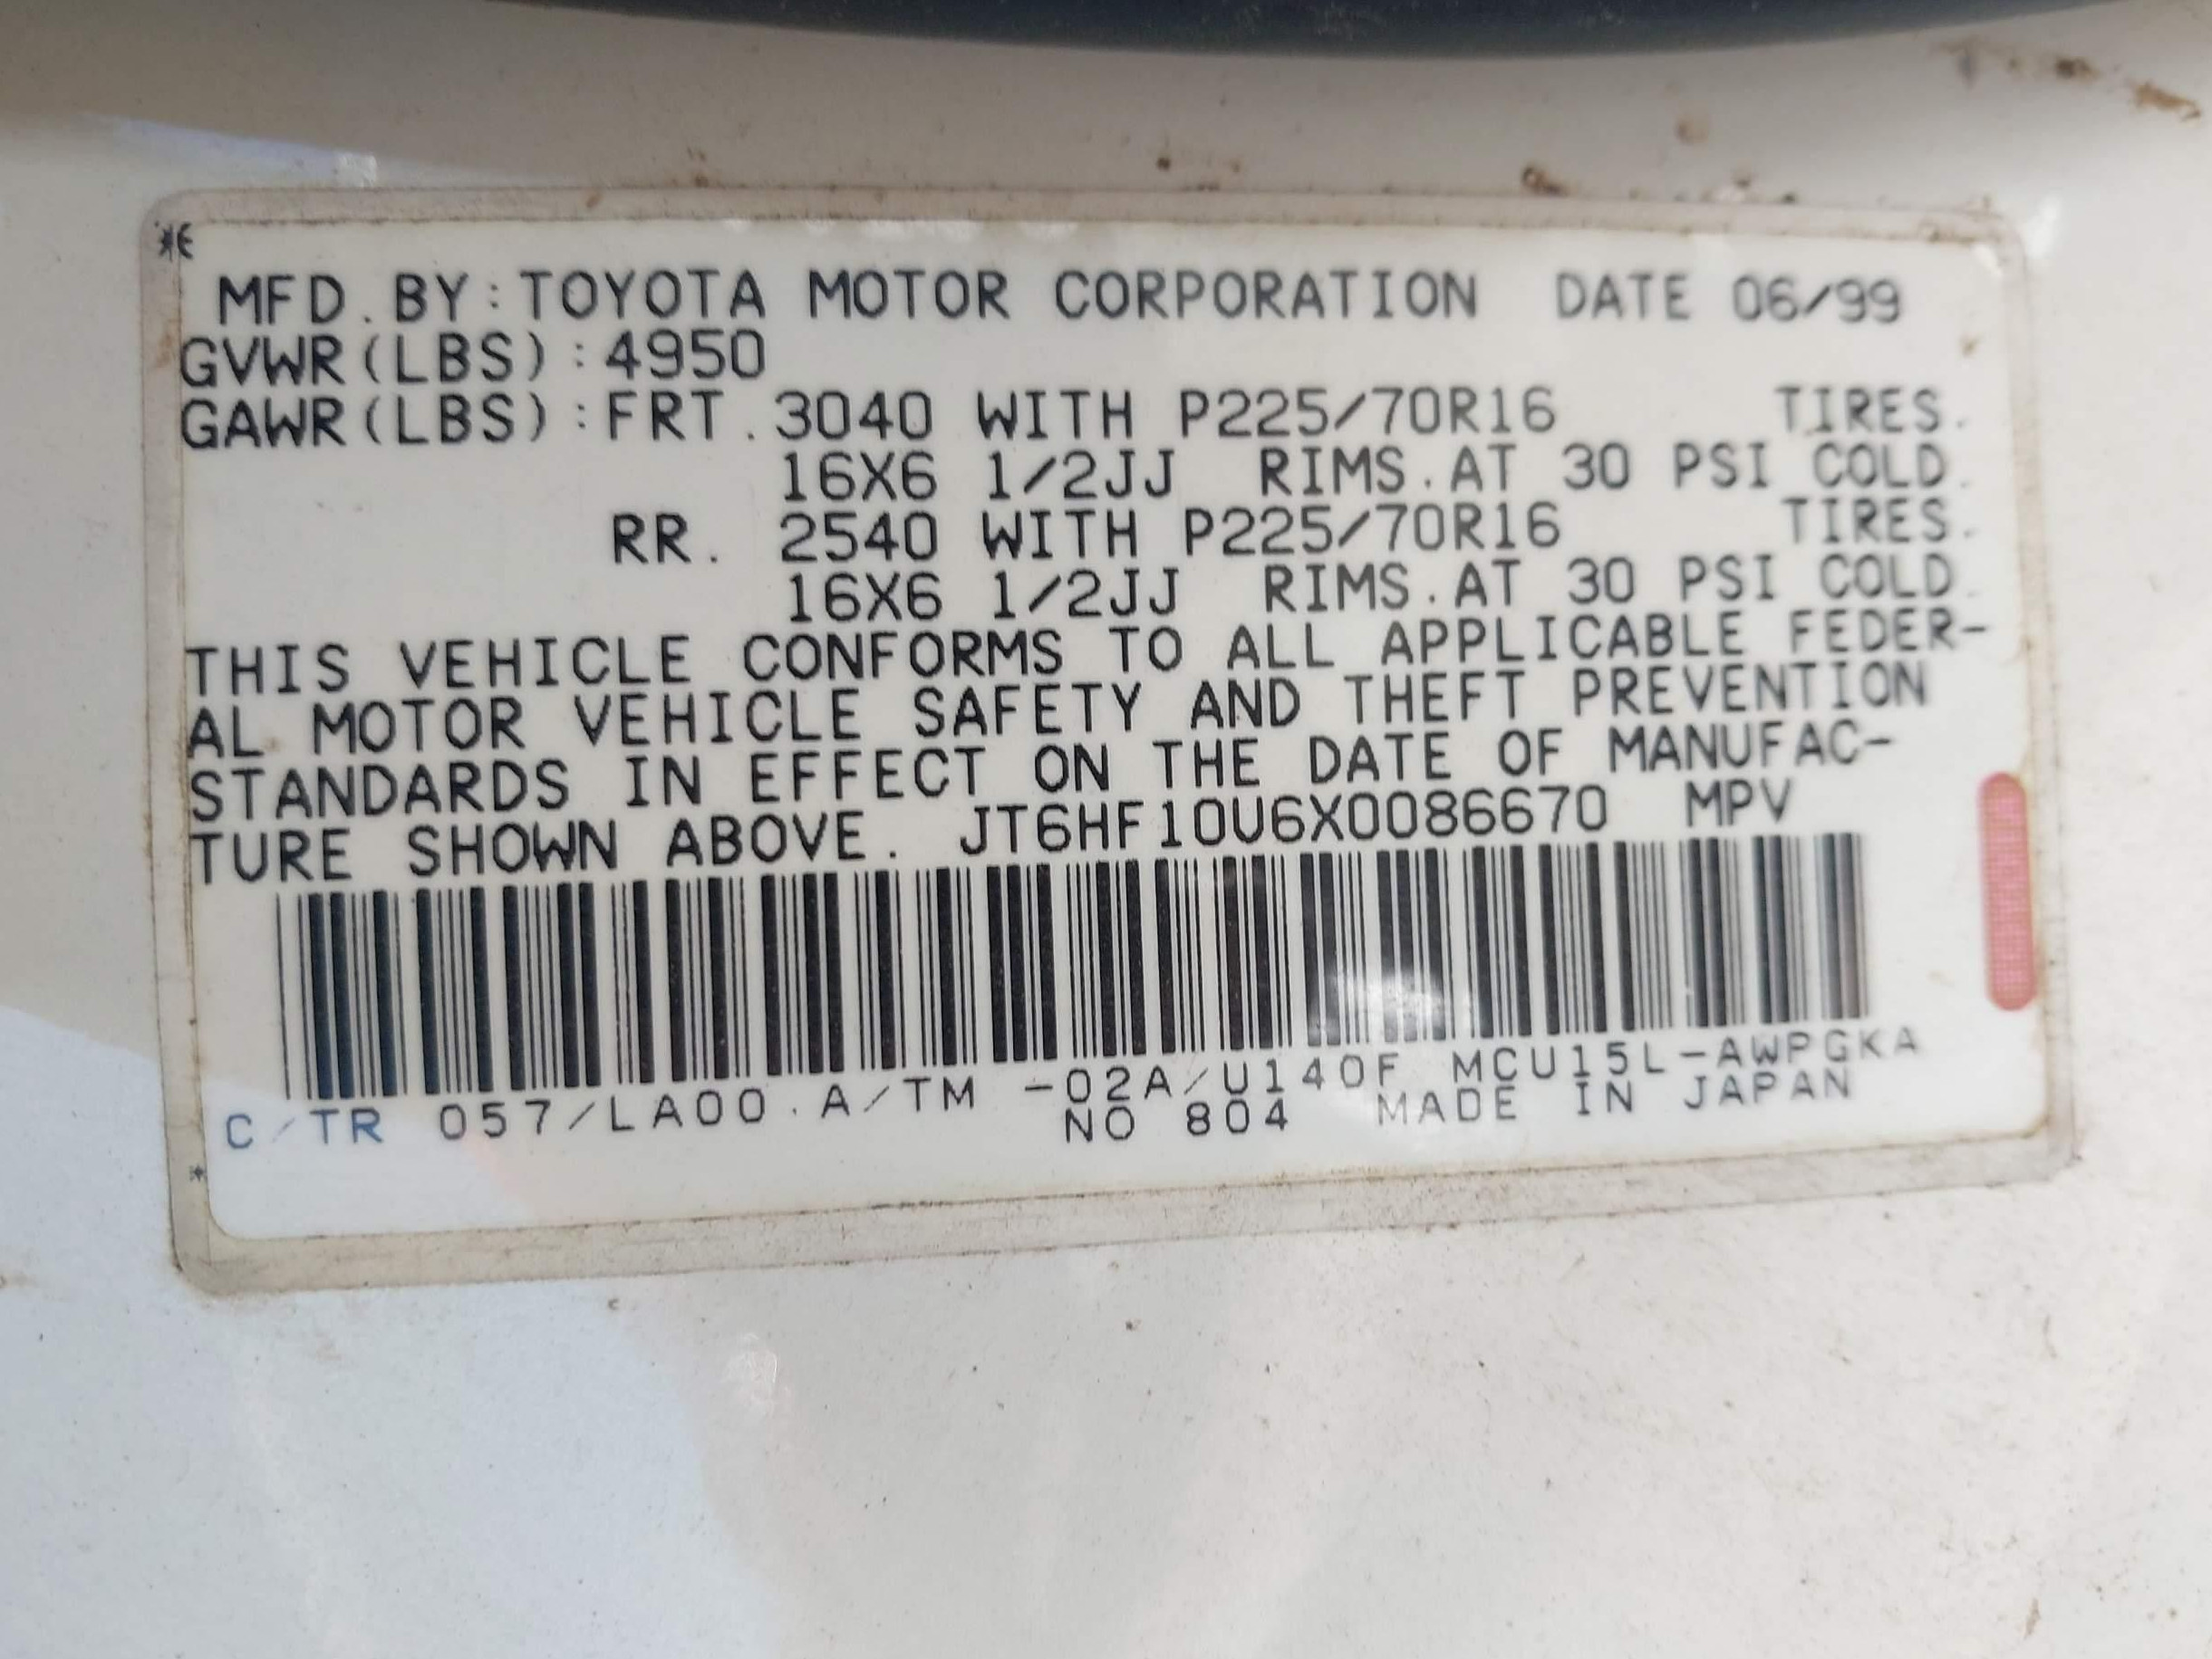 *E
MFD.BY:TOYOTA MOTOR CORPORATION DATE 06/99
GVWR(LBS):4950
GAWR(LBS):FRT.3040 WITH P225/70R16 TIRES.
16X6 1/2JJ RIMS.AT 30 PSI COLD.
RR. 2540 WITH P225/70R16 TIRES.
16X6 1/2JJ RIMS.AT 30 PSI COLD.
THIS VEHICLE CONFORMS TO ALL APPLICABLE FEDER-
AL MOTOR VEHICLE SAFETY AND THEFT PREVENTION
STANDARDS IN EFFECT ON THE DATE OF MANUFAC-
TURE SHOWN ABOVE. JT6HF10U6X0086670 MPV
C/TR 057/LA00.A/TM -02A/U140F MCU15L-AWPGKA
NO 804 MADE IN JAPAN
*